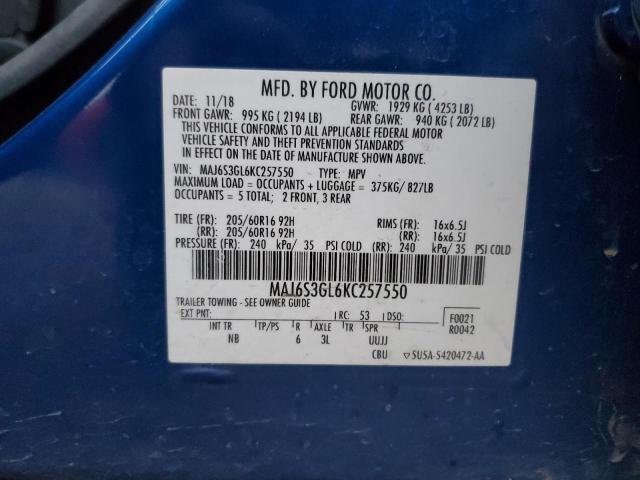 MFD. BY FORD MOTOR CO.
DATE: 11/18 GVWR: 1929 KG ( 4253 LB)
FRONT GAWR: 995 KG ( 2194 LB) REAR GAWR: 940 KG ( 2072 LB)
THIS VEHICLE CONFORMS TO ALL APPLICABLE FEDERAL MOTOR
VEHICLE SAFETY AND THEFT PREVENTION STANDARDS
IN EFFECT ON THE DATE OF MANUFACTURE SHOWN ABOVE.
VIN: MAJ6S3GL6KC257550 TYPE: MPV
MAXIMUM LOAD = OCCUPANTS + LUGGAGE = 375KG/ 827LB
OCCUPANTS = 5 TOTAL; 2 FRONT, 3 REAR
TIRE (FR): 205/60R16 92H RIMS (FR): 16x6.5J
(RR): 205/60R16 92H (RR): 16x6.5J
PRESSURE (FR): 240 kPa/ 35 PSI COLD (RR): 240 kPa/ 35 PSI COLD
MAJ6S3GL6KC257550
TRAILER TOWING - SEE OWNER GUIDE
EXT PNT: RC: 53 DSO: F0021
R0042
INT TR TP/PS R AXLE TR SPR
NB 6 3L UUJJ
CBU ▽SU5A-5420472-AA